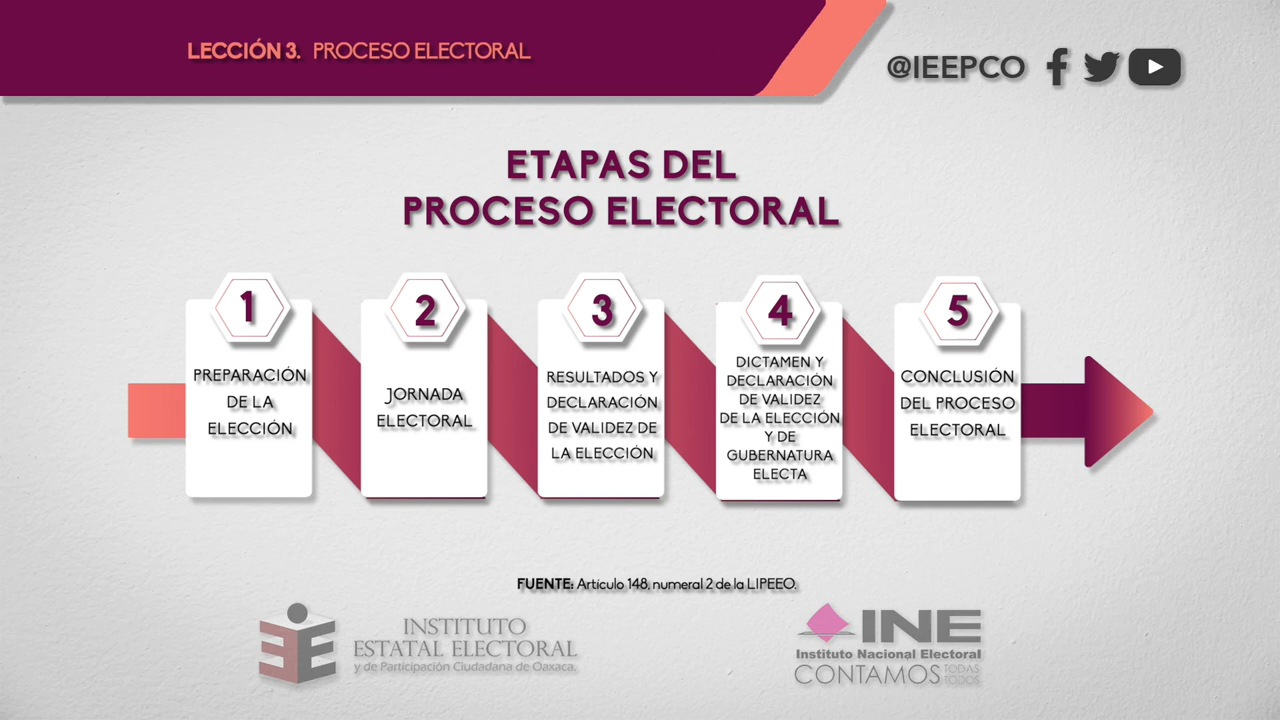 LECCIÓN 3. PROCESO ELECTORAL
@IEEPCO
ETAPAS DEL
PROCESO ELECTORAL
1
PREPARACIÓN
DE LA
ELECCIÓN
2
JORNADA
ELECTORAL
3
RESULTADOS Y
DECLARACIÓN
DE VALIDEZ DE
LA ELECCIÓN
4
DICTAMEN Y
DECLARACIÓN
DE VALIDEZ
DE LA ELECCIÓN
Y DE
GUBERNATURA
ELECTA
5
CONCLUSIÓN
DEL PROCESO
ELECTORAL
FUENTE: Artículo 148, numeral 2 de la LIPEEO.
INSTITUTO
ESTATAL ELECTORAL
y de Participación Ciudadana de Oaxaca.
INE
Instituto Nacional Electoral
CONTAMOS TODAS
TODOS